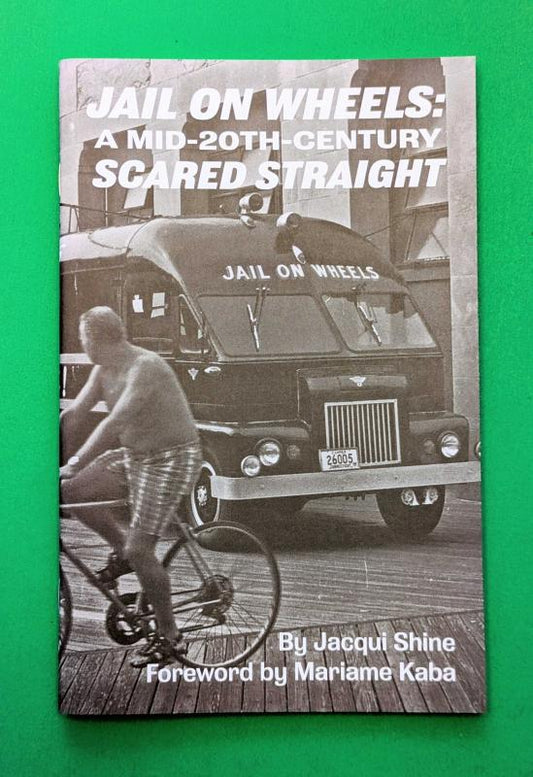 JAIL ON WHEELS:
A MID-20TH-CENTURY
SCARED STRAIGHT
JAIL ON WHEELS
26005
By Jacqui Shine
Foreword by Mariame Kaba